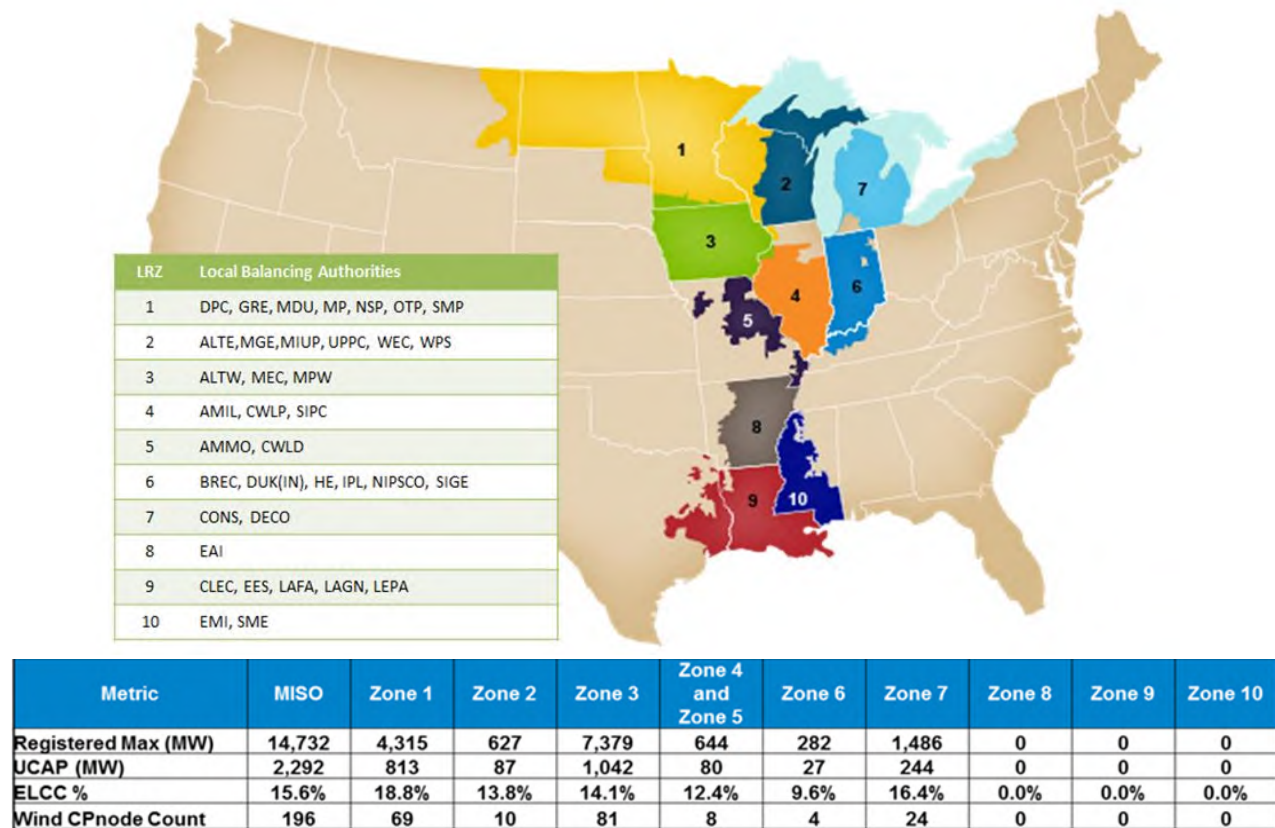 1
2
7
3
6
4
5
8
9
10
LRZ Local Balancing Authorities
1 DPC, GRE, MDU, MP, NSP, OTP, SMP
2 ALTE,MGE,MIUP, UPPC, WEC, WPS
3 ALTW, MEC, MPW
4 AMIL, CWLP, SIPC
5 AMMO, CWLD
6 BREC, DUK(IN), HE, IPL, NIPSCO, SIGE
7 CONS, DECO
8 EAI
9 CLEC, EES, LAFA, LAGN, LEPA
10 EMI, SME
Metric MISO Zone 1 Zone 2 Zone 3 Zone 4 and Zone 5 Zone 6 Zone 7 Zone 8 Zone 9 Zone 10
Registered Max (MW) 14,732 4,315 627 7,379 644 282 1,486 0 0 0
UCAP (MW) 2,292 813 87 1,042 80 27 244 0 0 0
ELCC % 15.6% 18.8% 13.8% 14.1% 12.4% 9.6% 16.4% 0.0% 0.0% 0.0%
Wind CPnode Count 196 69 10 81 8 4 24 0 0 0